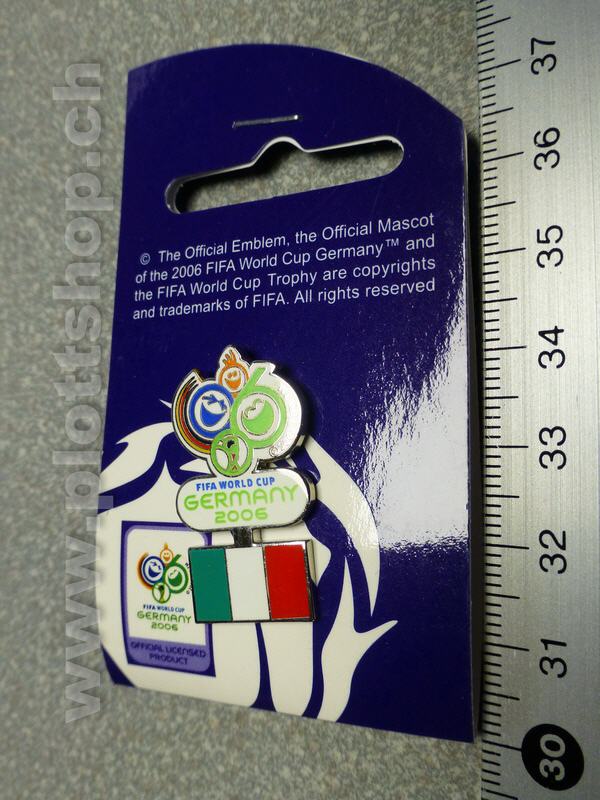 © The Official Emblem, the Official Mascot
of the 2006 FIFA World Cup Germany™ and
the FIFA World Cup Trophy are copyrights
and trademarks of FIFA. All rights reserved
FIFA WORLD CUP
GERMANY
2006
FIFA WORLD CUP
GERMANY
2006
OFFICIAL LICENSED
PRODUCT
www.plottshop.ch
37
36
35
34
33
32
31
30